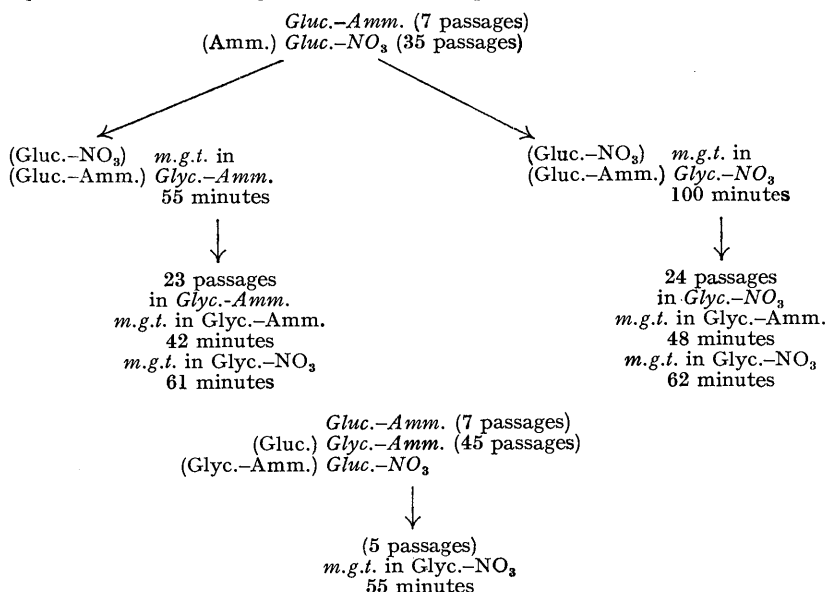 Gluc.–Amm. (7 passages)
(Amm.) Gluc.–NO₃ (35 passages)
(Gluc.–NO₃) m.g.t. in
(Gluc–Amm.) Glyc.–Amm.
55 minutes
23 passages
in Glyc.-Amm.
m.g.t. in Glyc.–Amm.
42 minutes
m.g.t. in Glyc.–NO₃
61 minutes
(Gluc.–NO₃) m.g.t. in
(Gluc–Amm.) Glyc.–NO₃
100 minutes
24 passages
in Glyc.–NO₃
m.g.t. in Glyc.–Amm.
48 minutes
m.g.t. in Glyc.–NO₃
62 minutes
Gluc.–Amm. (7 passages)
(Gluc.) Glyc.–Amm. (45 passages)
(Glyc.–Amm.) Gluc.–NO₃
(5 passages)
m.g.t. in Glyc.–NO₃
55 minutes